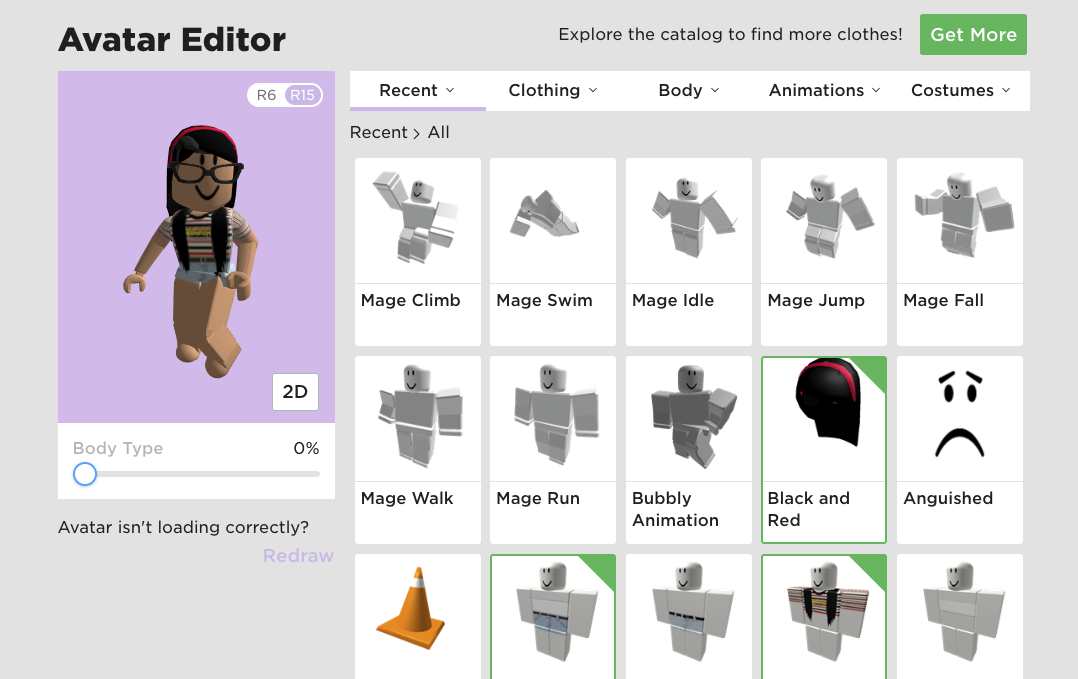 Avatar Editor
Explore the catalog to find more clothes!
Get More
R6 R15
2D
Body Type 0%
Avatar isn't loading correctly?
Redraw
Recent Clothing Body Animations Costumes
Recent > All
Mage Climb
Mage Swim
Mage Idle
Mage Jump
Mage Fall
Mage Walk
Mage Run
Bubbly
Animation
Black and
Red
Anguished